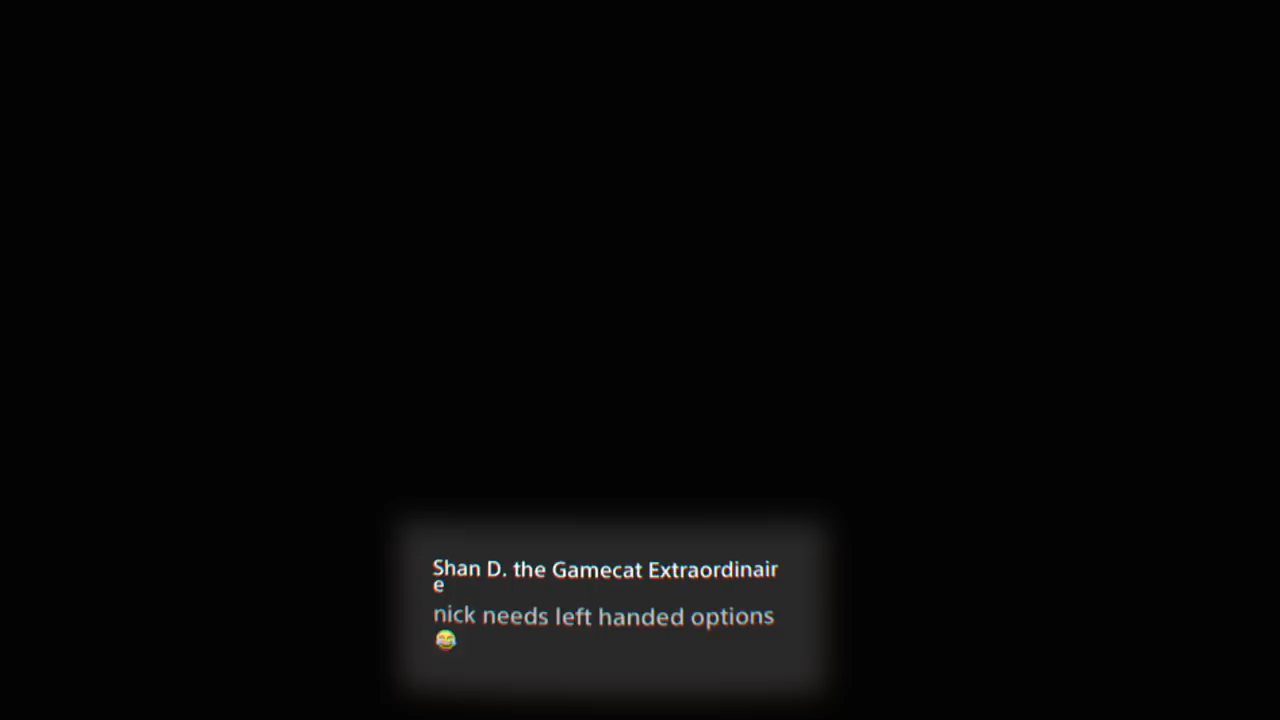 Shan D. the Gamecat Extraordinair
e
nick needs left handed options
😂